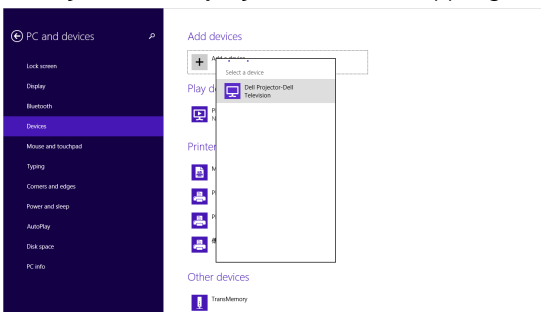 PC and devices
Lock screen
Display
Bluetooth
Devices
Mouse and touchpad
Typing
Corners and edges
Power and sleep
AutoPlay
Disk space
PC info
Add devices
Select a device
Dell Projector-Dell
Television
Play d
P
N
Printer
M
P
P
Other devices
TransMemory